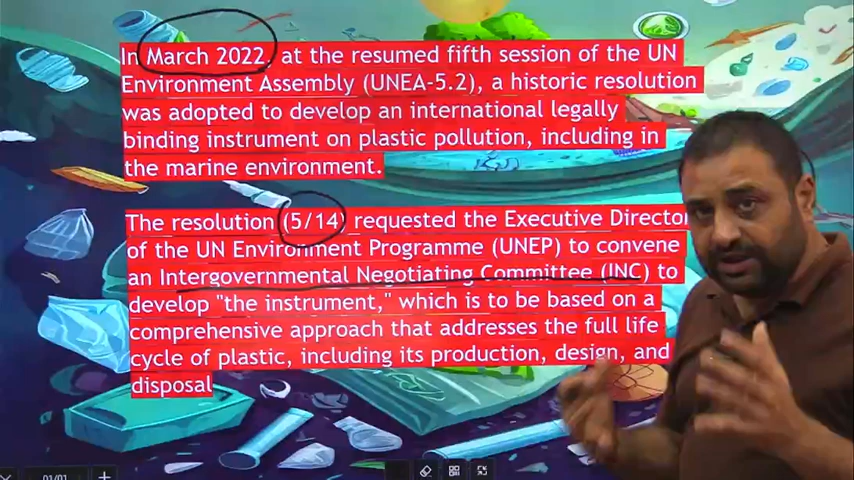 In March 2022, at the resumed fifth session of the UN
Environment Assembly (UNEA-5.2), a historic resolution
was adopted to develop an international legally
binding instrument on plastic pollution, including in
the marine environment.
The resolution (5/14) requested the Executive Director
of the UN Environment Programme (UNEP) to convene
an Intergovernmental Negotiating Committee (INC) to
develop "the instrument," which is to be based on a
comprehensive approach that addresses the full life
cycle of plastic, including its production, design, and
disposal
01/01